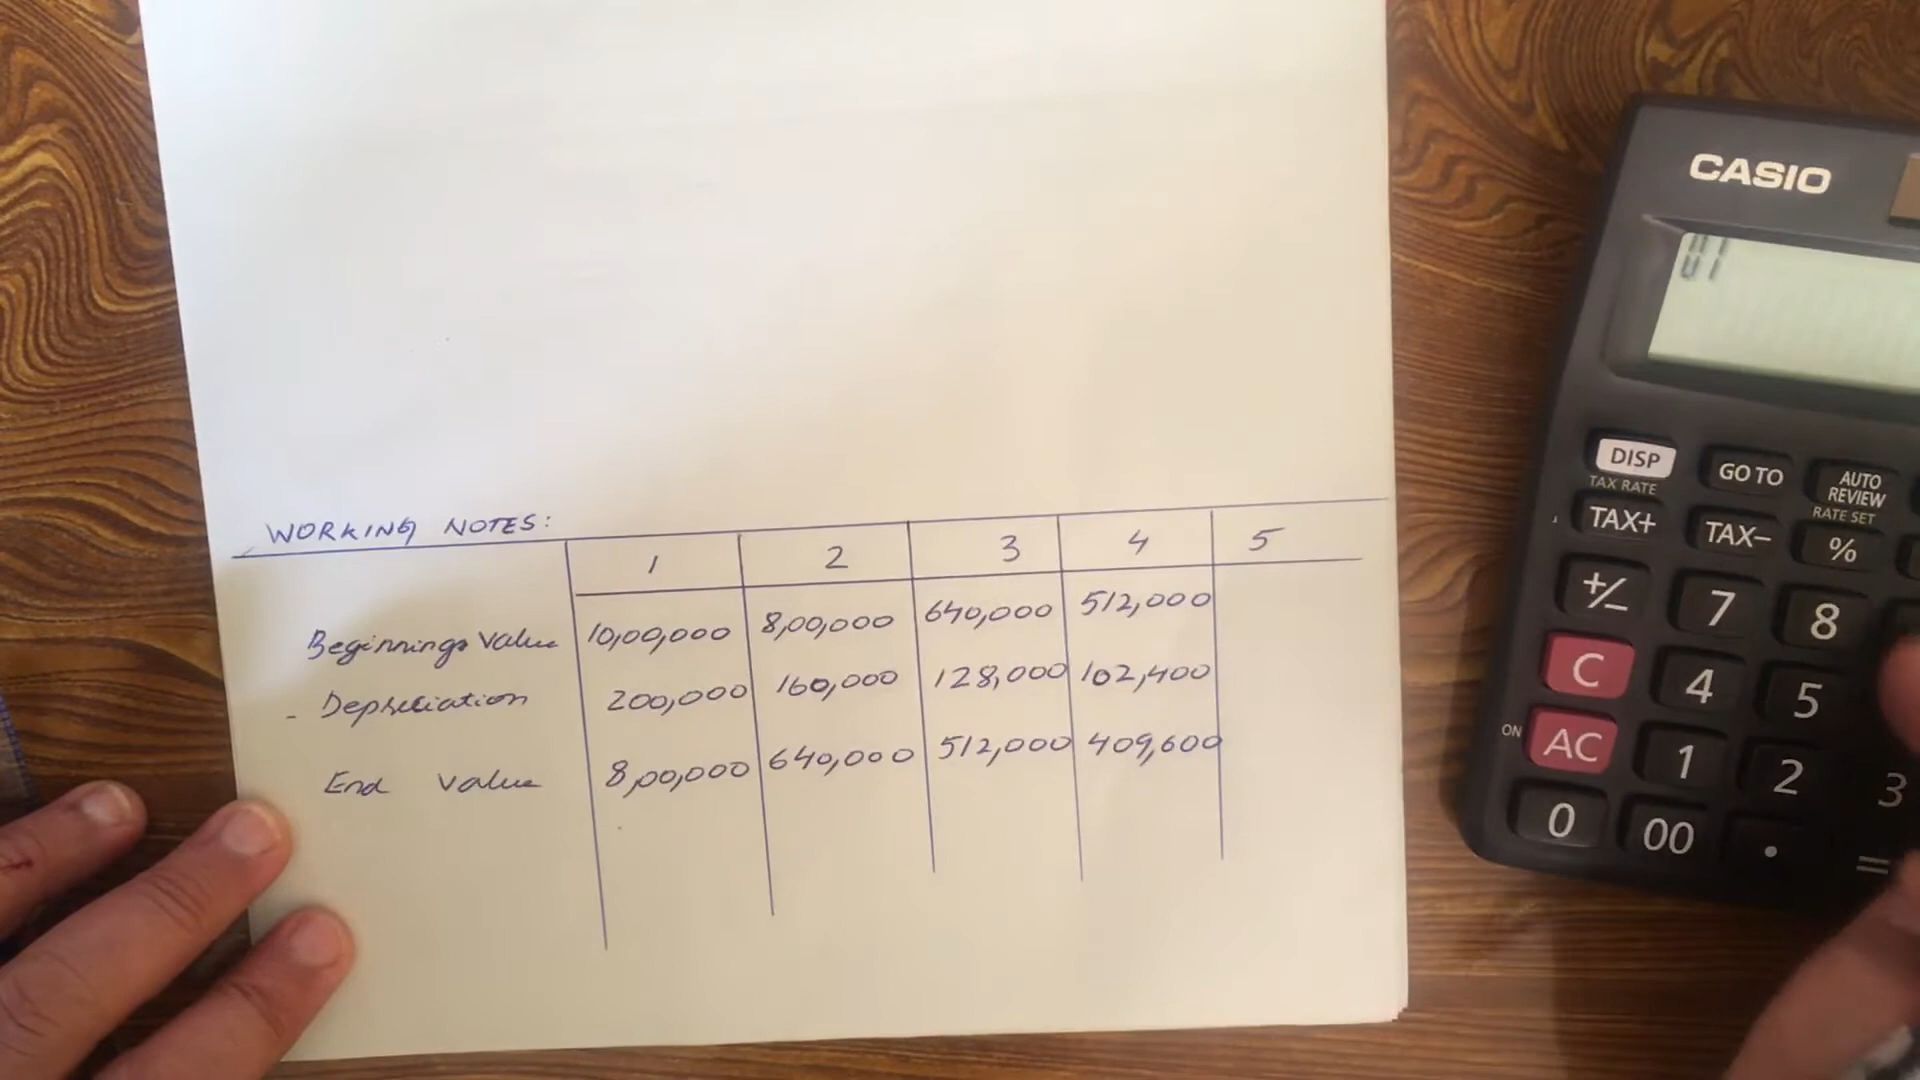 WORKING NOTES:
1 2 3 4 5
Beginnings value 10,00,000 8,00,000 640,000 512,000
- Depreciation 200,000 160,000 128,000 102,400
End value 8,00,000 640,000 512,000 409,600
CASIO
DISP GO TO AUTO REVIEW
TAX RATE RATE SET
TAX+ TAX- %
+/- 7 8
C 4 5
ON AC 1 2 3
0 00 . =